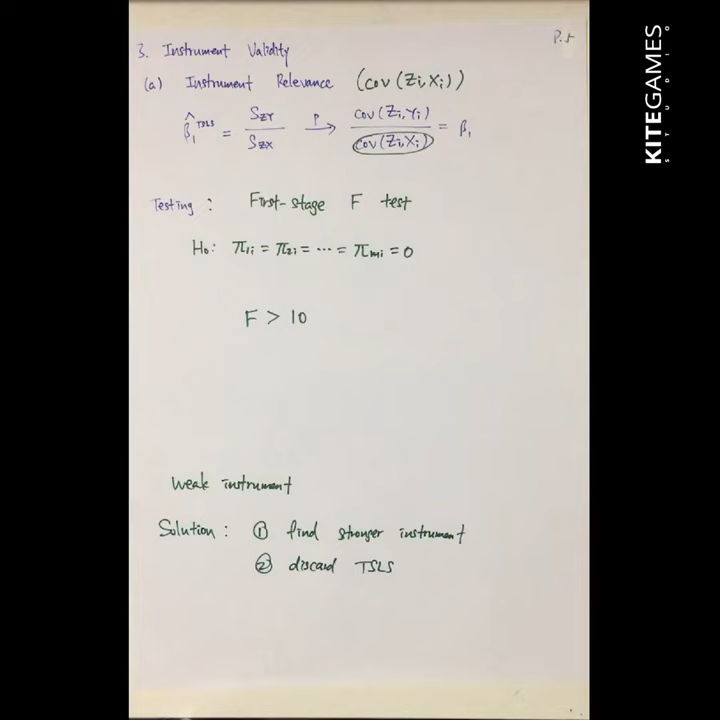 P.5
3. Instrument Validity
(a) Instrument Relevance (cov(Zi,Xi))
β̂₁ᵀˢᴸˢ = S_ZY / S_ZX →ᵖ cov(Zi,Yi) / cov(Zi,Xi) = β₁
Testing : First-stage F test
H₀: π₁i = π₂i = ··· = πmi = 0
F > 10
Weak instrument
Solution : ① find stronger instrument
② discard TSLS
KITEGAMES
STUDIO